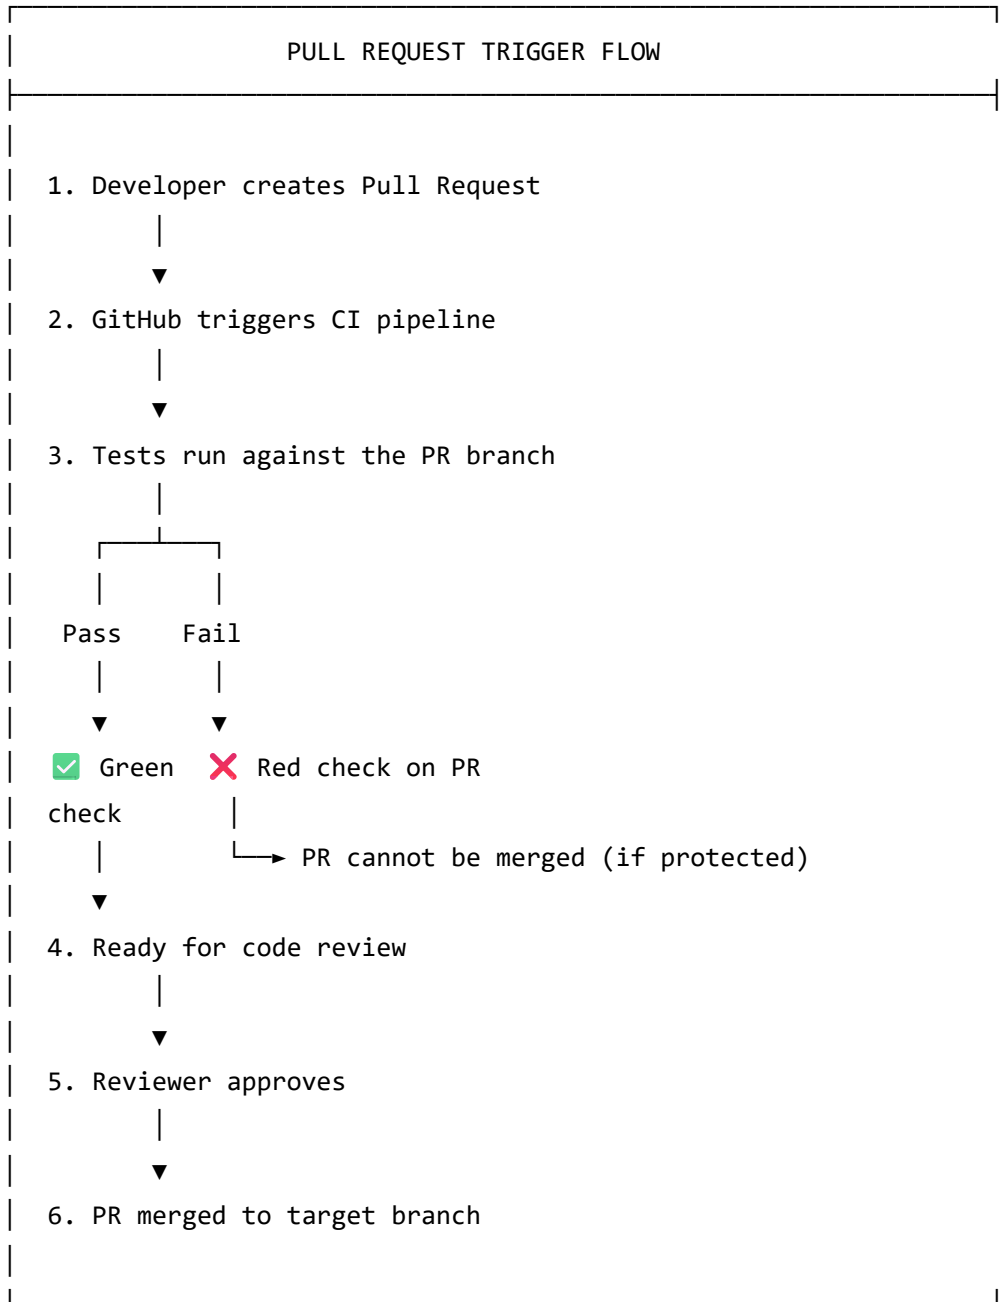 PULL REQUEST TRIGGER FLOW
1. Developer creates Pull Request
2. GitHub triggers CI pipeline
3. Tests run against the PR branch
Pass Fail
✅ Green ❌ Red check on PR
check
PR cannot be merged (if protected)
4. Ready for code review
5. Reviewer approves
6. PR merged to target branch